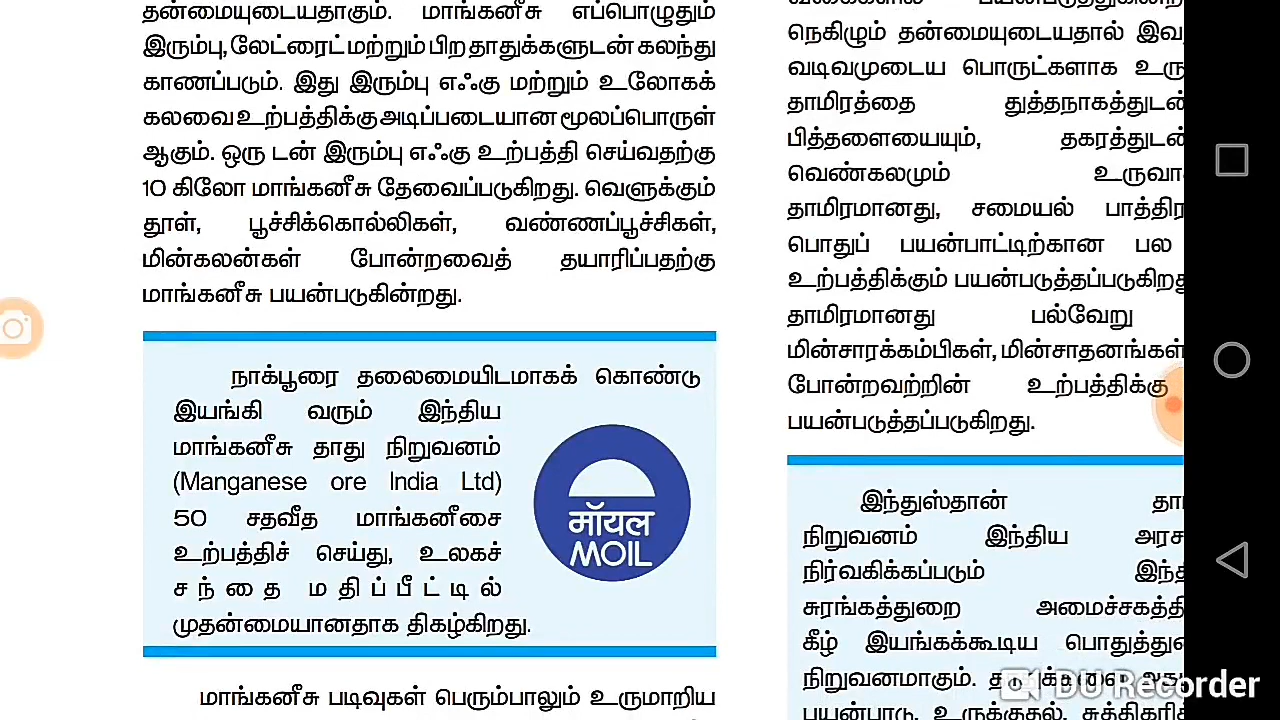 தன்மையுடையதாகும். மாங்கனீசு எப்பொழுதும்
இரும்பு, லேட்ரைட் மற்றும் பிற தாதுக்களுடன் கலந்து
காணப்படும். இது இரும்பு எஃகு மற்றும் உலோகக்
கலவை உற்பத்திக்கு அடிப்படையான மூலப்பொருள்
ஆகும். ஒரு டன் இரும்பு எஃகு உற்பத்தி செய்வதற்கு
10 கிலோ மாங்கனீசு தேவைப்படுகிறது. வெளுக்கும்
தூள், பூச்சிக்கொல்லிகள், வண்ணப்பூச்சிகள்,
மின்கலன்கள் போன்றவைத் தயாரிப்பதற்கு
மாங்கனீசு பயன்படுகின்றது.
நாக்பூரை தலைமையிடமாகக் கொண்டு
இயங்கி வரும் இந்திய
மாங்கனீசு தாது நிறுவனம்
(Manganese ore India Ltd)
50 சதவீத மாங்கனீசை
உற்பத்திச் செய்து, உலகச்
சந்தை மதிப்பீட்டில்
முதன்மையானதாக திகழ்கிறது.
मॉयल
MOIL
மாங்கனீசு படிவுகள் பெரும்பாலும் உருமாறிய
நெகிழும் தன்மையுடையதால்
வடிவமுடைய பொருட்களாக
தாமிரத்தை துத்தநாகத்துடன்
பித்தளையையும், தகரத்துடன்
வெண்கலமும்
தாமிரமானது, சமையல்
பொதுப் பயன்பாட்டிற்கான பல
உற்பத்திக்கும்
தாமிரமானது பல்வேறு
மின்சாரக்கம்பிகள், மின்சாதனங்கள்
போன்றவற்றின் உற்பத்திக்கு
பயன்படுத்தப்படுகிறது.
இந்துஸ்தான்
நிறுவனம் இந்திய
நிர்வகிக்கப்படும்
சுரங்கத்துறை
கீழ் இயங்கக்கூடிய
நிறுவனமாகும்.
DU Recorder